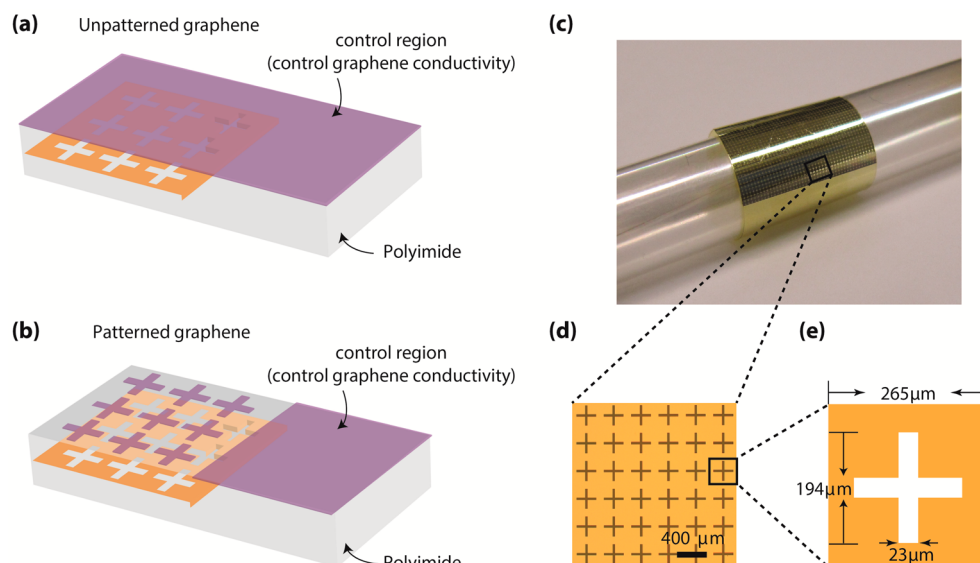 (a)
Unpatterned graphene
control region
(control graphene conductivity)
Polyimide
(b)
Patterned graphene
control region
(control graphene conductivity)
Polyimide
(c)
(d)
400 μm
(e)
265μm
194μm
23μm